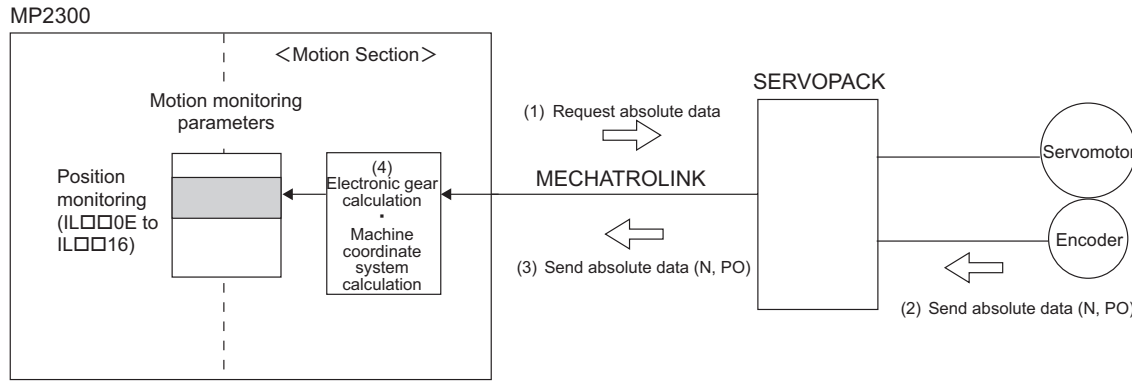 MP2300
＜Motion Section＞
Motion monitoring
parameters
Position
monitoring
(IL□□0E to
IL□□16)
(4)
Electronic gear
calculation
・
Machine
coordinate
system
calculation
(1) Request absolute data
MECHATROLINK
(3) Send absolute data (N, PO)
SERVOPACK
Servomotor
Encoder
(2) Send absolute data (N, PO)